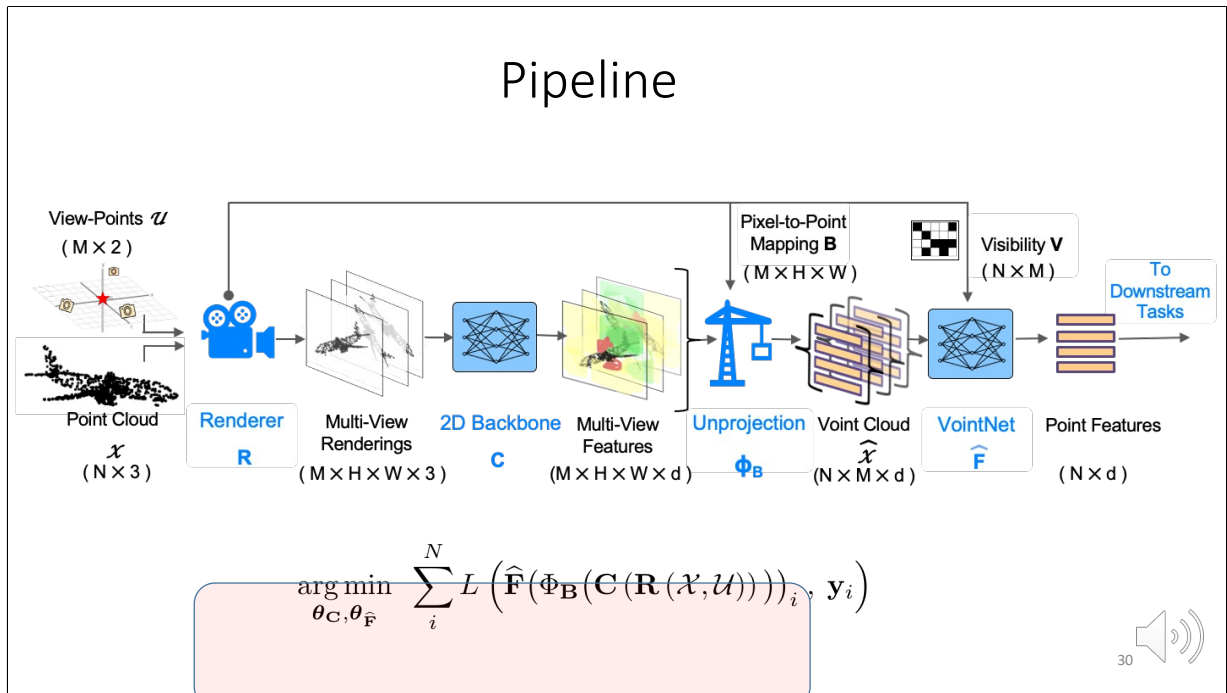 Pipeline
View-Points 𝒰
( M × 2 )
Pixel-to-Point
Mapping B
( M × H × W )
Visibility V
( N × M )
To
Downstream
Tasks
Point Cloud
𝒳
( N × 3 )
Renderer
R
Multi-View
Renderings
( M × H × W × 3 )
2D Backbone
C
Multi-View
Features
(M × H × W × d )
Unprojection
ΦB
Voint Cloud
𝒳̂
(N × M × d )
VointNet
F̂
Point Features
( N × d )
arg min_{θ_C, θ_F̂} ∑_i^N L ( F̂ ( Φ_B ( C ( R ( 𝒳, 𝒰 ) ) ) )_i , y_i )
30